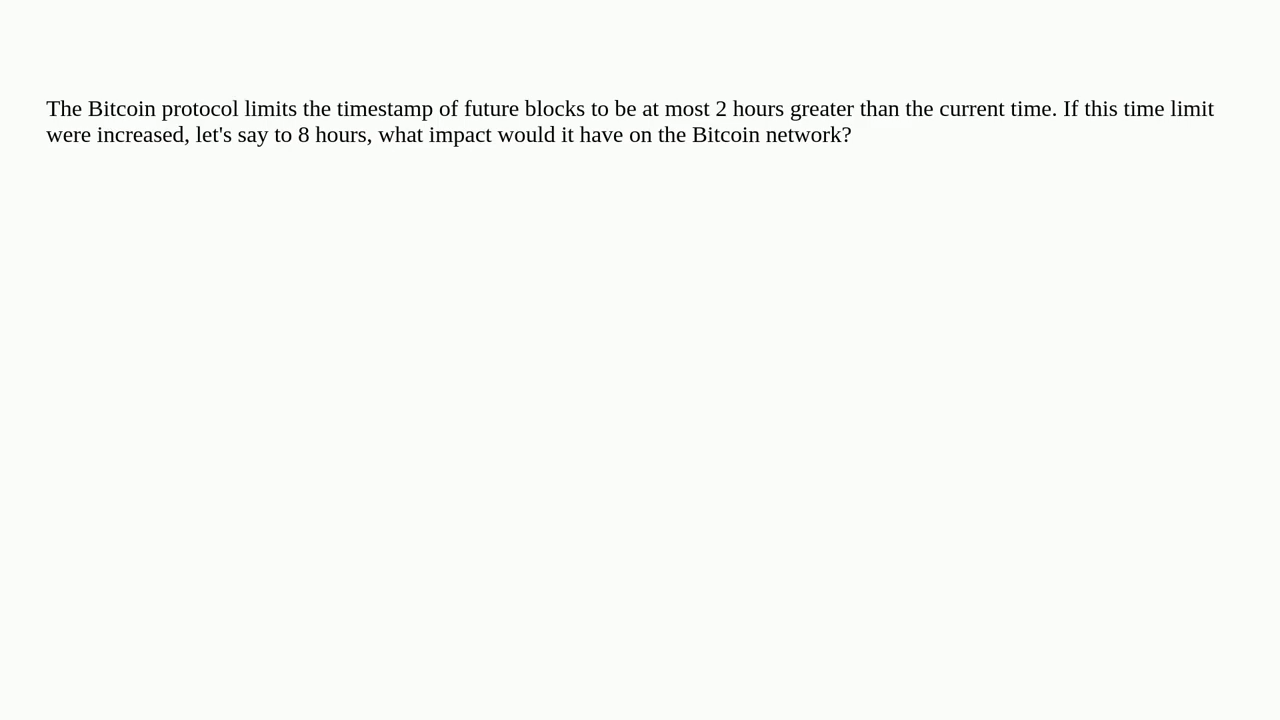 The Bitcoin protocol limits the timestamp of future blocks to be at most 2 hours greater than the current time. If this time limit
were increased, let's say to 8 hours, what impact would it have on the Bitcoin network?